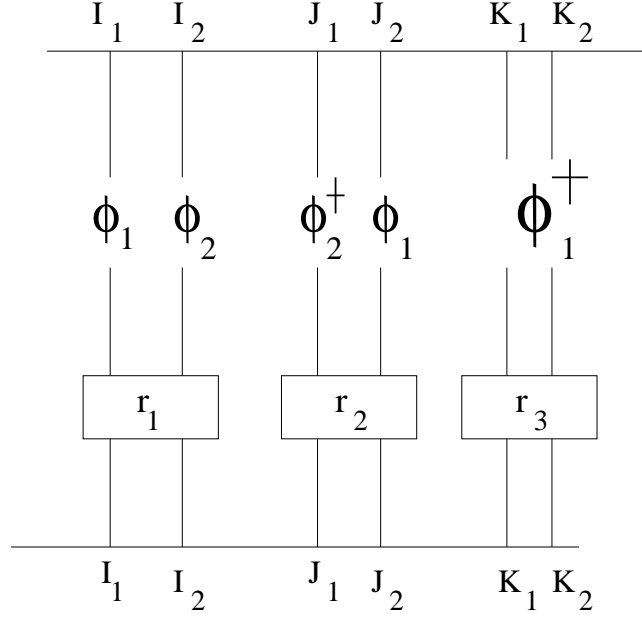 I₁ I₂ J₁ J₂ K₁ K₂
ϕ₁ ϕ₂ ϕ₂† ϕ₁ ϕ₁†
r₁ r₂ r₃
I₁ I₂ J₁ J₂ K₁ K₂